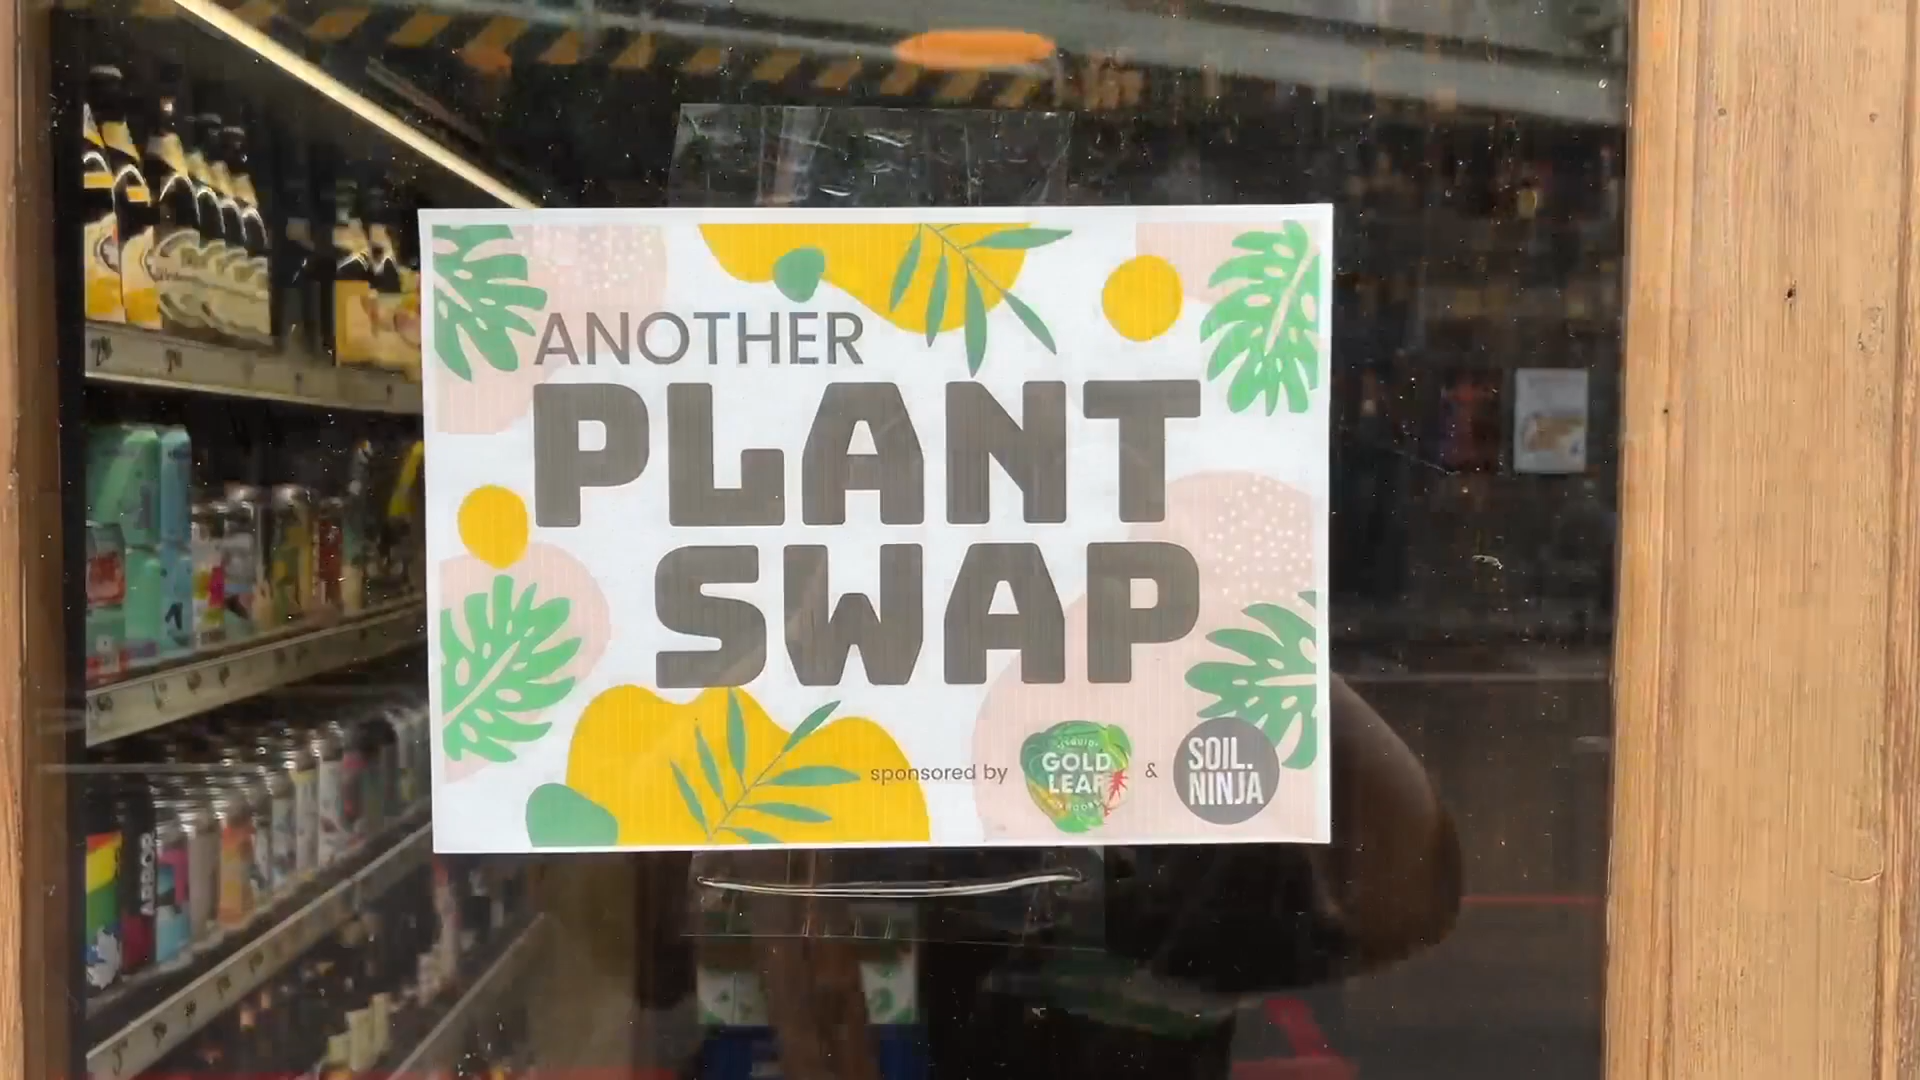 ANOTHER
PLANT
SWAP
sponsored by
GOLD
LEAF
&
SOIL.
NINJA
ARBOR